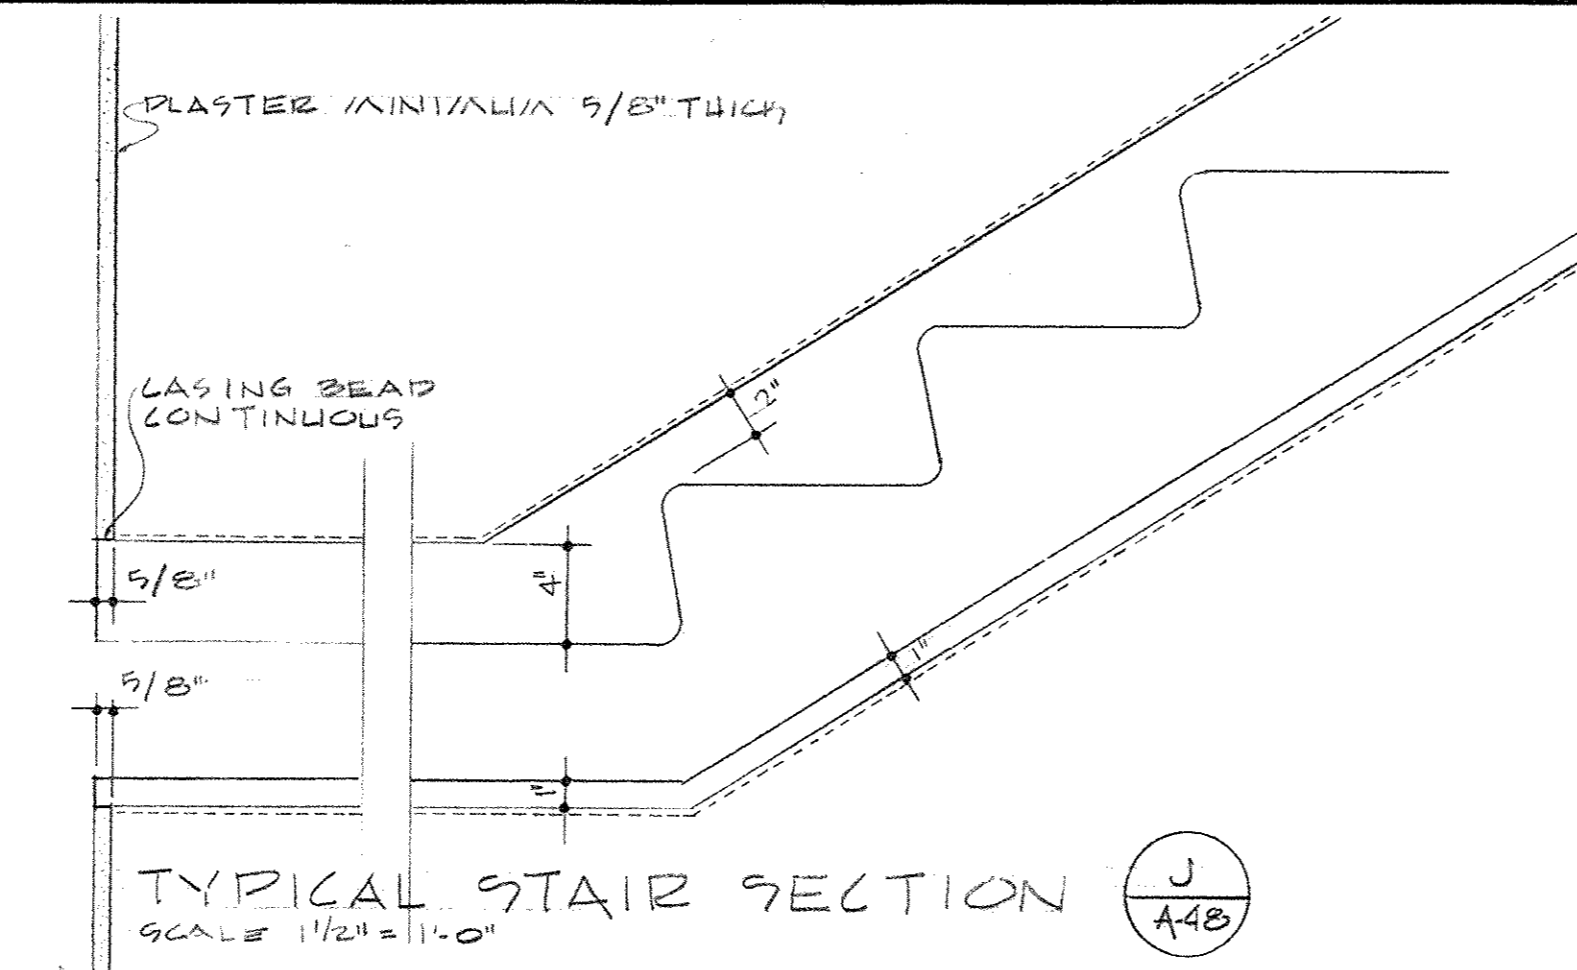 PLASTER MINIMUM 5/8" THICK
CASING BEAD
CONTINUOUS
2"
5/8"
4"
5/8"
1"
1"
TYPICAL STAIR SECTION
SCALE 1 1/2" = 1'-0"
J
A-48